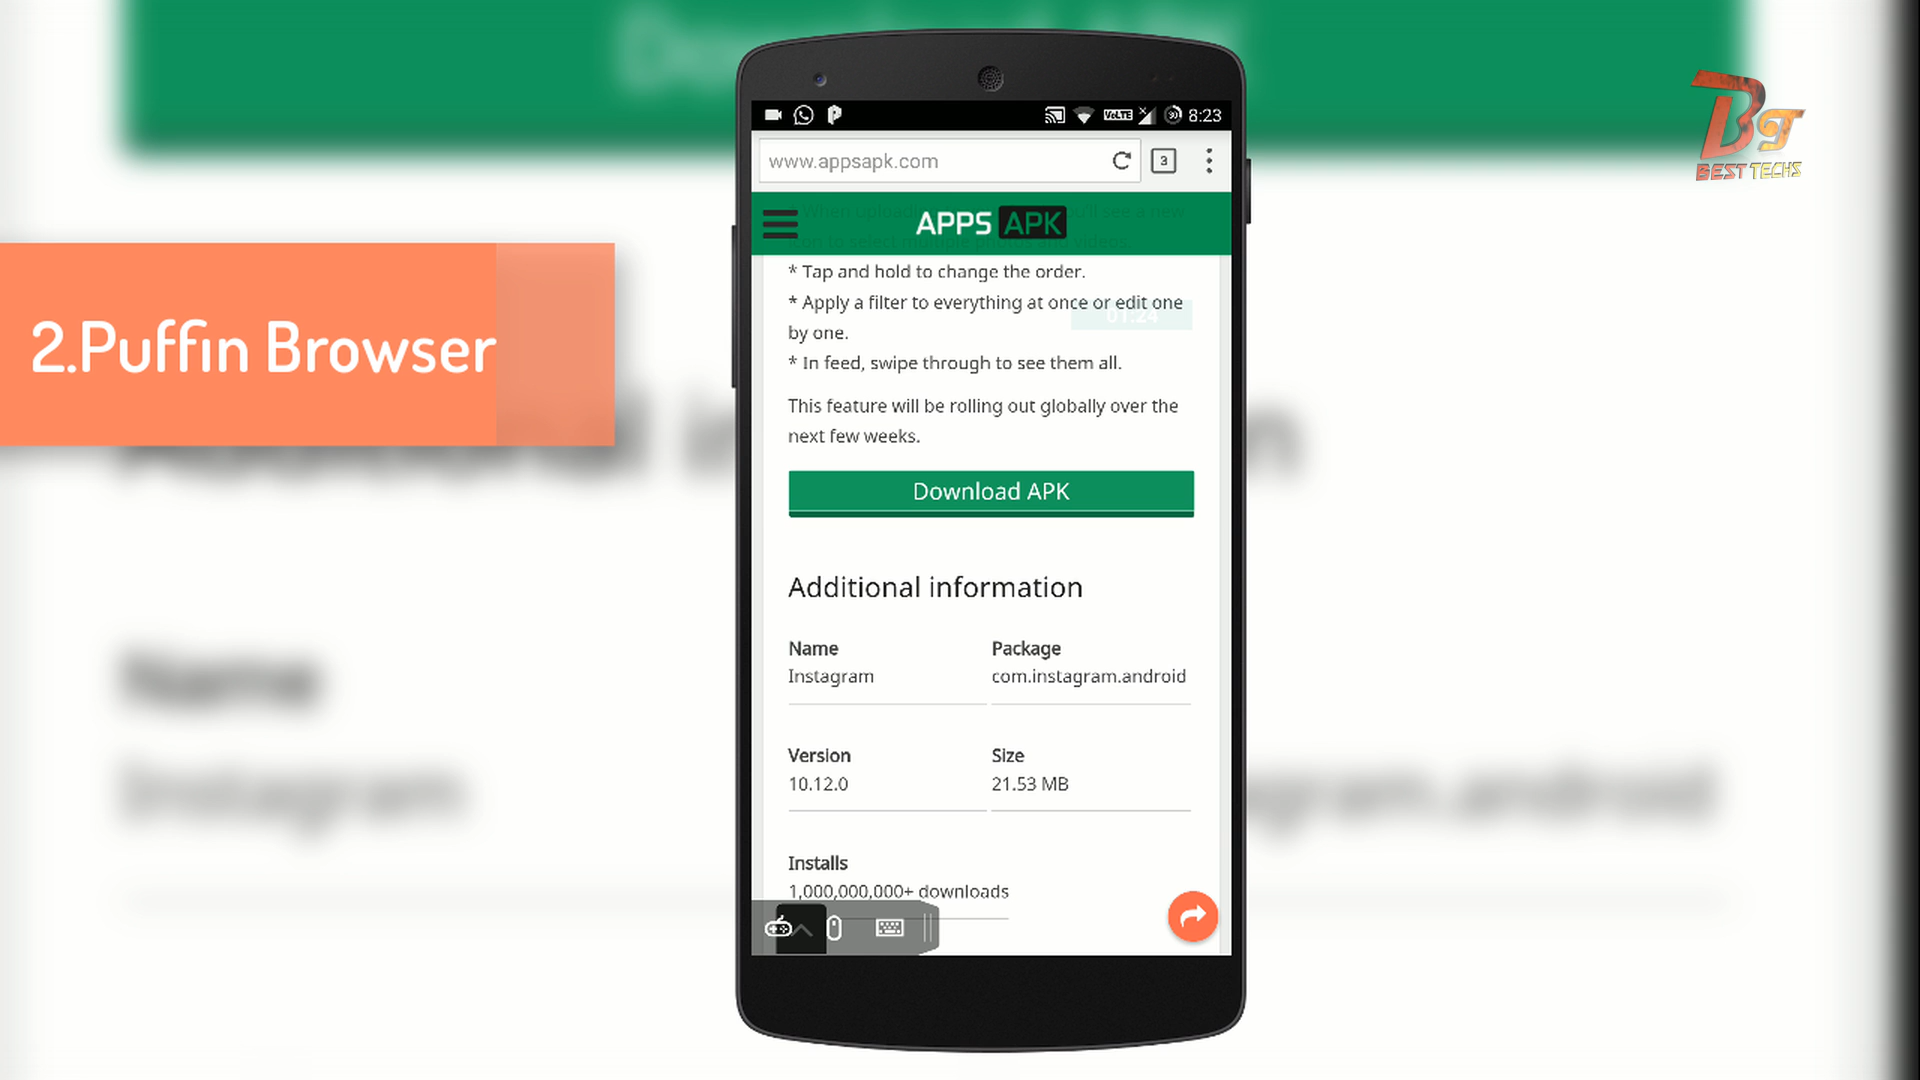 2.Puffin Browser
BEST TECHS
8:23
www.appsapk.com
3
APPS APK
* Tap and hold to change the order.
* Apply a filter to everything at once or edit one
by one.
01:24
* In feed, swipe through to see them all.
This feature will be rolling out globally over the
next few weeks.
Download APK
Additional information
Name
Instagram
Package
com.instagram.android
Version
10.12.0
Size
21.53 MB
Installs
1,000,000,000+ downloads